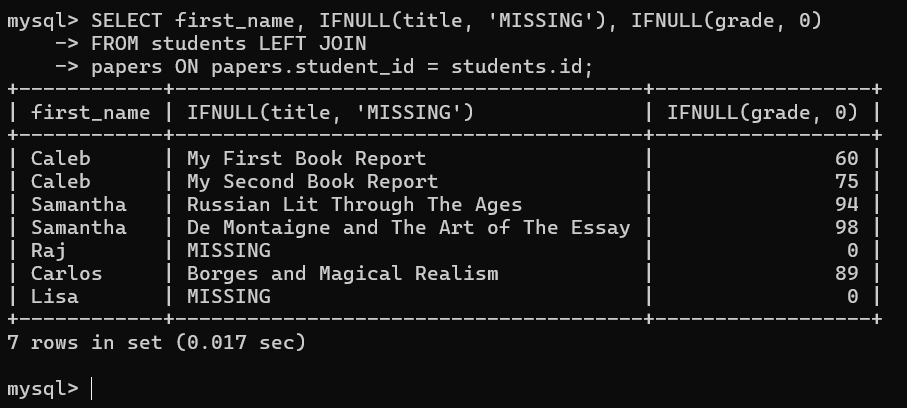 mysql> SELECT first_name, IFNULL(title, 'MISSING'), IFNULL(grade, 0)
    -> FROM students LEFT JOIN
    -> papers ON papers.student_id = students.id;
+------------+---------------------------------------+------------------+
| first_name | IFNULL(title, 'MISSING')              | IFNULL(grade, 0) |
+------------+---------------------------------------+------------------+
| Caleb      | My First Book Report                  |               60 |
| Caleb      | My Second Book Report                 |               75 |
| Samantha   | Russian Lit Through The Ages          |               94 |
| Samantha   | De Montaigne and The Art of The Essay |               98 |
| Raj        | MISSING                               |                0 |
| Carlos     | Borges and Magical Realism            |               89 |
| Lisa       | MISSING                               |                0 |
+------------+---------------------------------------+------------------+
7 rows in set (0.017 sec)

mysql>